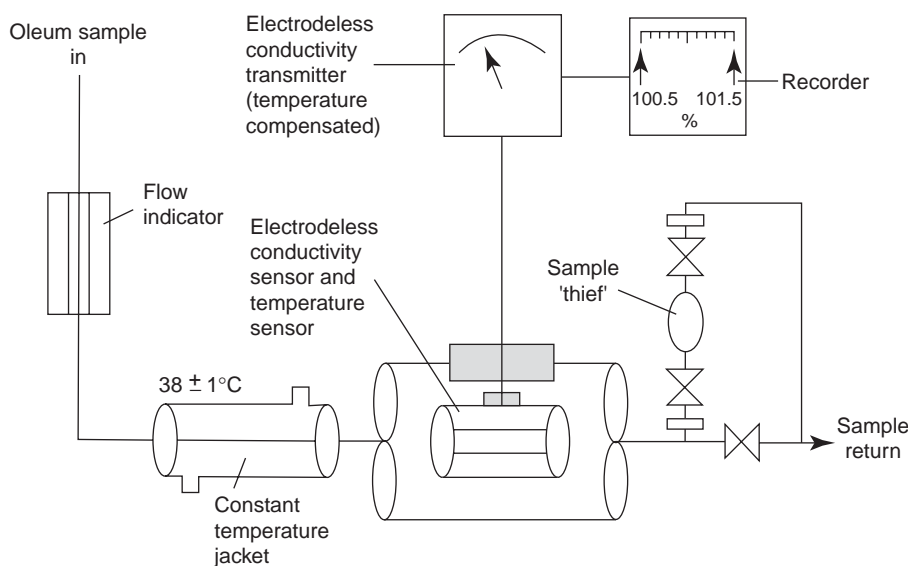 Oleum sample
in
Electrodeless
conductivity
transmitter
(temperature
compensated)
100.5 101.5
%
Recorder
Flow
indicator
Electrodeless
conductivity
sensor and
temperature
sensor
Sample
'thief'
38 ± 1°C
Constant
temperature
jacket
Sample
return